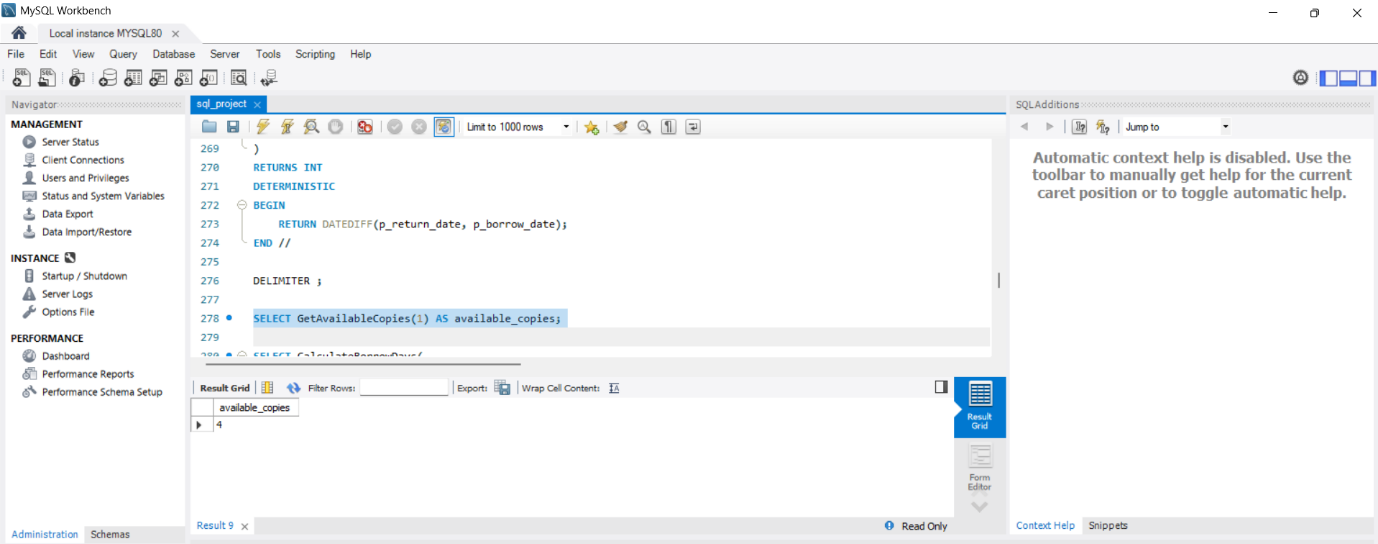 MySQL Workbench
Local instance MYSQL80
File Edit View Query Database Server Tools Scripting Help
Navigator
MANAGEMENT
Server Status
Client Connections
Users and Privileges
Status and System Variables
Data Export
Data Import/Restore
INSTANCE
Startup / Shutdown
Server Logs
Options File
PERFORMANCE
Dashboard
Performance Reports
Performance Schema Setup
Administration Schemas
sql_project
Limit to 1000 rows
269 )
270 RETURNS INT
271 DETERMINISTIC
272 BEGIN
273 RETURN DATEDIFF(p_return_date, p_borrow_date);
274 END //
275
276 DELIMITER ;
277
278 SELECT GetAvailableCopies(1) AS available_copies;
279
280 SELECT CalculateBorrowDays(
Result Grid Filter Rows: Export: Wrap Cell Content:
available_copies
4
Result Grid
Form Editor
Result 9 Read Only
SQLAdditions
Jump to
Automatic context help is disabled. Use the
toolbar to manually get help for the current
caret position or to toggle automatic help.
Context Help Snippets